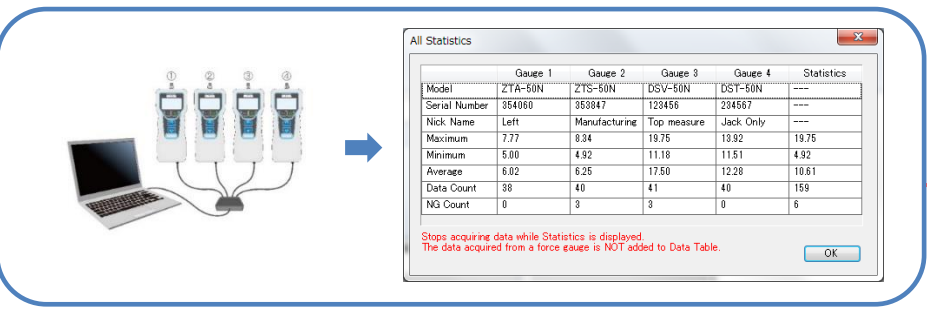 ① ② ③ ④
All Statistics
Gauge 1 Gauge 2 Gauge 3 Gauge 4 Statistics
Model ZTA-50N ZTS-50N DSV-50N DST-50N ---
Serial Number 354060 353847 123456 234567 ---
Nick Name Left Manufacturing Top measure Jack Only ---
Maximum 7.77 8.34 19.75 13.92 19.75
Minimum 5.00 4.92 11.18 11.51 4.92
Average 6.02 6.25 17.50 12.28 10.61
Data Count 38 40 41 40 159
NG Count 0 3 3 0 6
Stops acquiring data while Statistics is displayed.
The data acquired from a force gauge is NOT added to Data Table.
OK